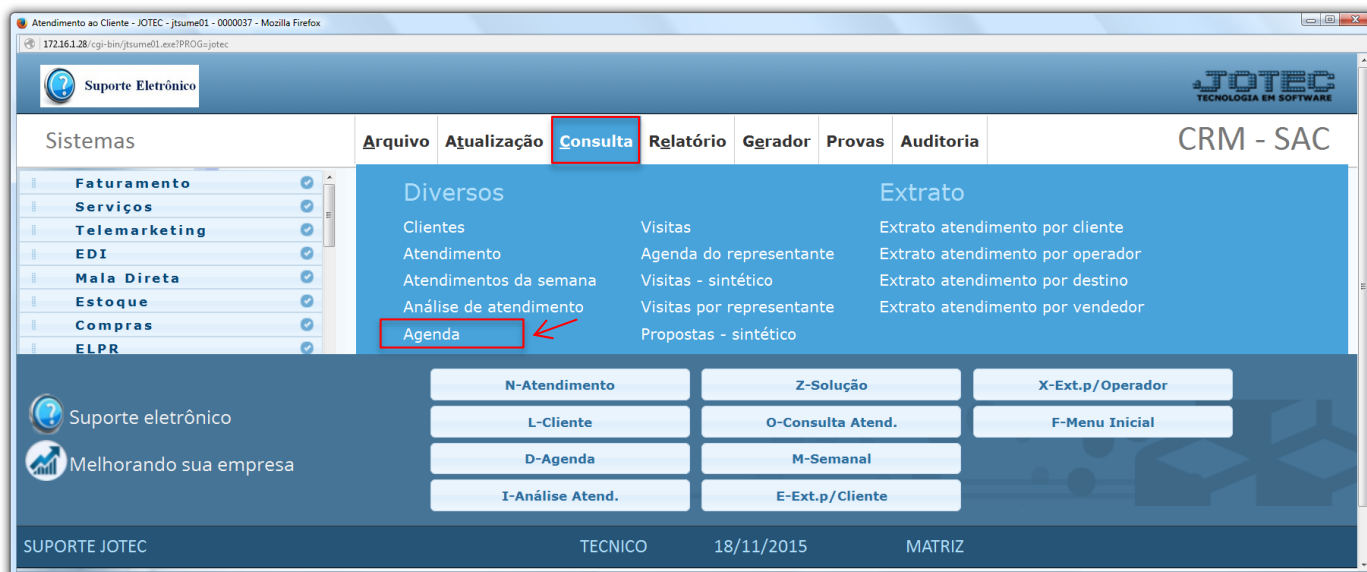 Atendimento ao Cliente - JOTEC - jtsume01 - 0000037 - Mozilla Firefox
172.16.1.28/cgi-bin/jtsume01.exe?PROG=jotec
Suporte Eletrônico
JOTEC
TECNOLOGIA EM SOFTWARE
Sistemas
Arquivo Atualização Consulta Relatório Gerador Provas Auditoria
CRM - SAC
Faturamento
Serviços
Telemarketing
EDI
Mala Direta
Estoque
Compras
ELPR
Diversos
Clientes
Atendimento
Atendimentos da semana
Análise de atendimento
Agenda
Visitas
Agenda do representante
Visitas - sintético
Visitas por representante
Propostas - sintético
Extrato
Extrato atendimento por cliente
Extrato atendimento por operador
Extrato atendimento por destino
Extrato atendimento por vendedor
Suporte eletrônico
Melhorando sua empresa
N-Atendimento Z-Solução X-Ext.p/Operador
L-Cliente O-Consulta Atend. F-Menu Inicial
D-Agenda M-Semanal
I-Análise Atend. E-Ext.p/Cliente
SUPORTE JOTEC TECNICO 18/11/2015 MATRIZ